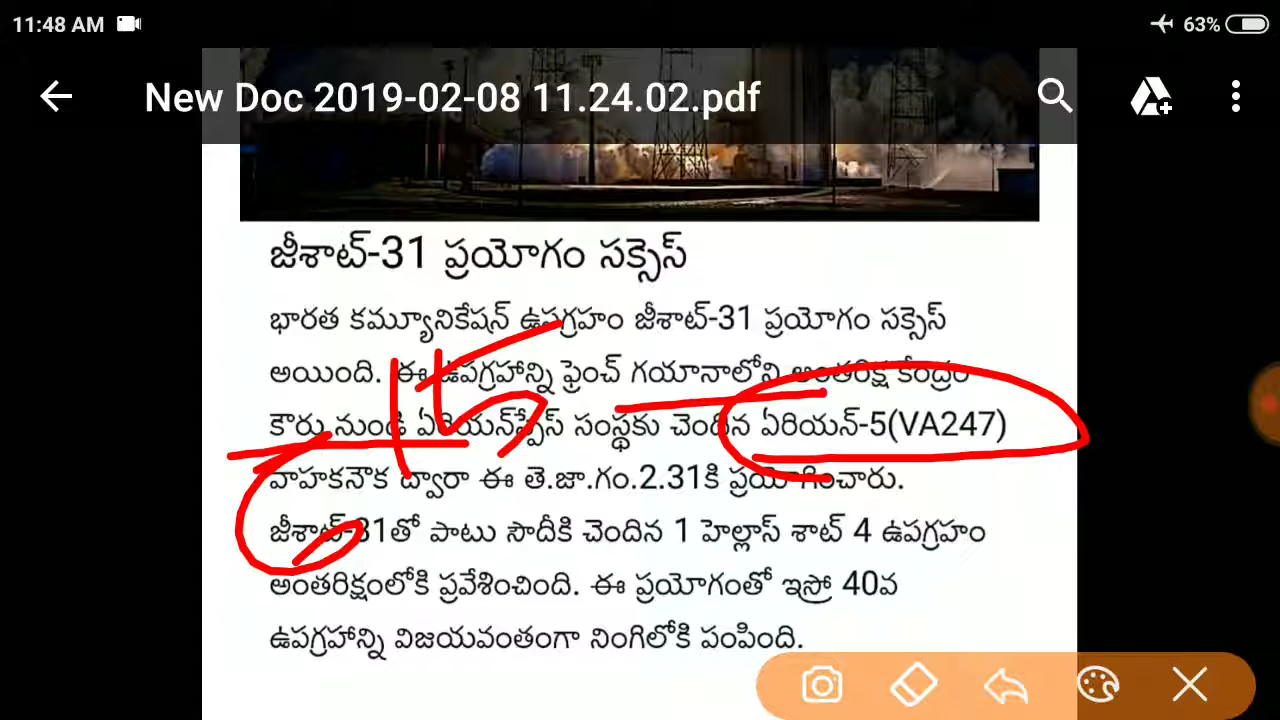 11:48 AM 63%
New Doc 2019-02-08 11.24.02.pdf
జీశాట్-31 ప్రయోగం సక్సెస్
భారత కమ్యూనికేషన్ ఉపగ్రహం జీశాట్-31 ప్రయోగం సక్సెస్
అయింది. ఈ ఉపగ్రహాన్ని ఫ్రెంచ్ గయానాలోని అంతరిక్ష కేంద్రం
కౌరు నుండి ఏరియన్‌స్పేస్ సంస్థకు చెందిన ఏరియన్-5(VA247)
వాహకనౌక ద్వారా ఈ తె.జా.గం.2.31కి ప్రయోగించారు.
జీశాట్-31తో పాటు సౌదీకి చెందిన 1 హెల్లాస్ శాట్ 4 ఉపగ్రహం
అంతరిక్షంలోకి ప్రవేశించింది. ఈ ప్రయోగంతో ఇస్రో 40వ
ఉపగ్రహాన్ని విజయవంతంగా నింగిలోకి పంపింది.
15
6